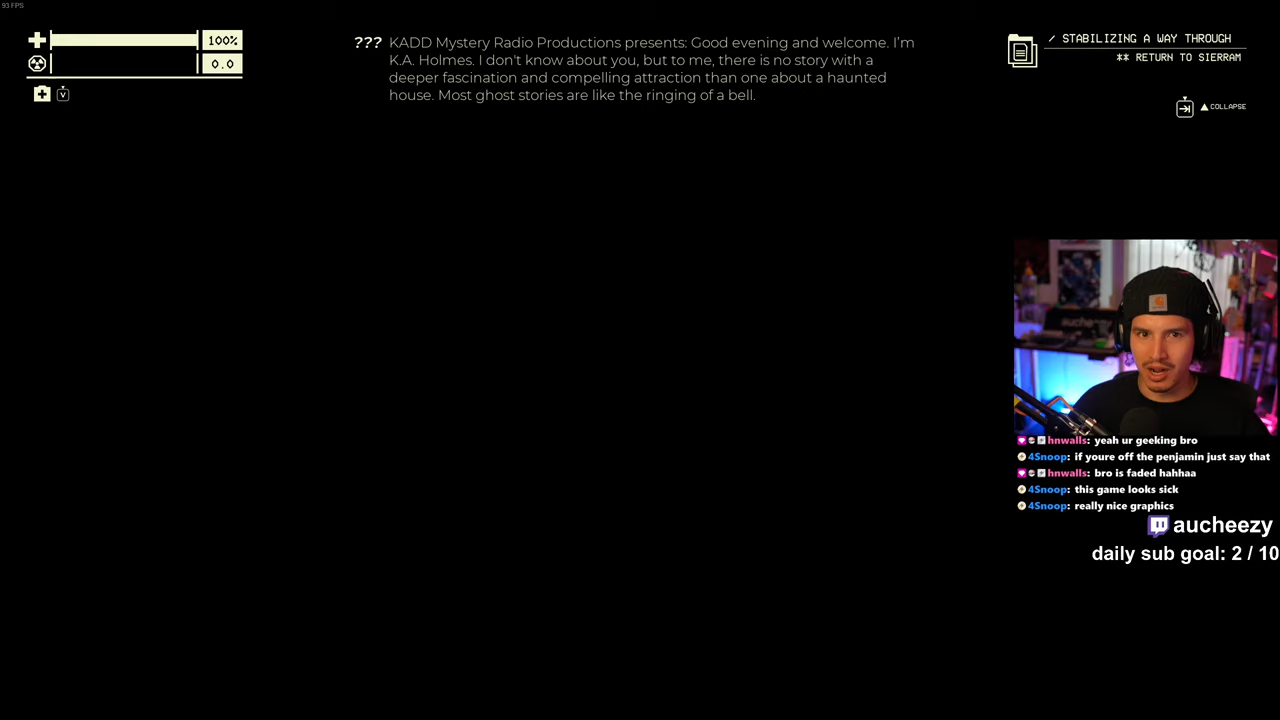 93 FPS
100%
0.0
V
??? KADD Mystery Radio Productions presents: Good evening and welcome. I'm
K.A. Holmes. I don't know about you, but to me, there is no story with a
deeper fascination and compelling attraction than one about a haunted
house. Most ghost stories are like the ringing of a bell.
/ STABILIZING A WAY THROUGH
** RETURN TO SIERRAM
COLLAPSE
aucheezy
hnwalls: yeah ur geeking bro
4Snoop: if youre off the penjamin just say that
hnwalls: bro is faded hahhaa
4Snoop: this game looks sick
4Snoop: really nice graphics
aucheezy
daily sub goal: 2 / 10